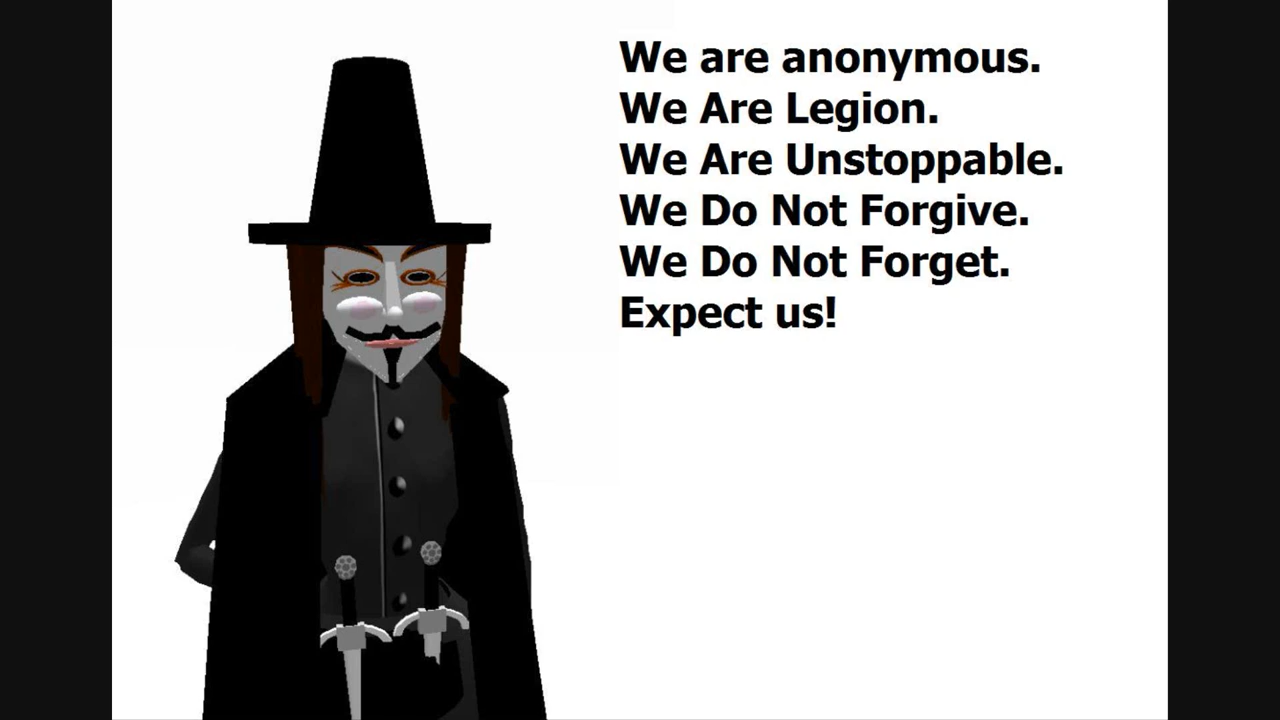 We are anonymous.
We Are Legion.
We Are Unstoppable.
We Do Not Forgive.
We Do Not Forget.
Expect us!